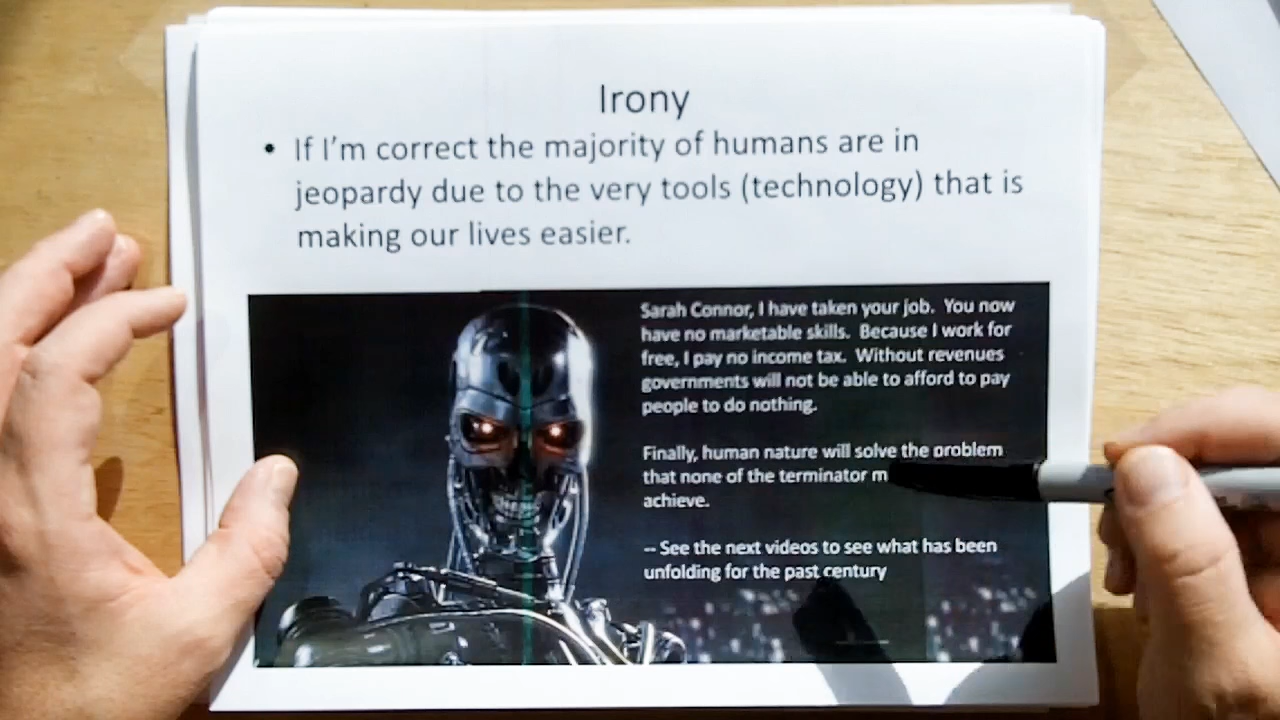 Irony
• If I'm correct the majority of humans are in
jeopardy due to the very tools (technology) that is
making our lives easier.
Sarah Connor, I have taken your job. You now
have no marketable skills. Because I work for
free, I pay no income tax. Without revenues
governments will not be able to afford to pay
people to do nothing.
Finally, human nature will solve the problem
that none of the terminator m
achieve.
-- See the next videos to see what has been
unfolding for the past century